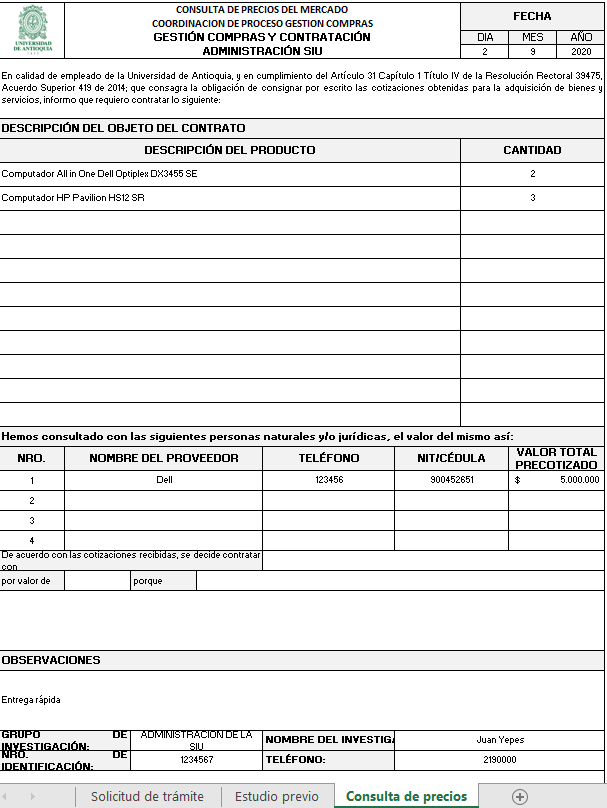 UNIVERSIDAD
DE ANTIOQUIA
1803
CONSULTA DE PRECIOS DEL MERCADO
COORDINACION DE PROCESO GESTION COMPRAS
GESTIÓN COMPRAS Y CONTRATACIÓN
ADMINISTRACIÓN SIU
FECHA
DIA MES AÑO
2 9 2020
En calidad de empleado de la Universidad de Antioquia, y en cumplimiento del Artículo 31 Capítulo 1 Título IV de la Resolución Rectoral 39475,
Acuerdo Superior 419 de 2014; que consagra la obligación de consignar por escrito las cotizaciones obtenidas para la adquisición de bienes y
servicios, informo que requiero contratar lo siguiente:
DESCRIPCIÓN DEL OBJETO DEL CONTRATO
DESCRIPCIÓN DEL PRODUCTO CANTIDAD
Computador All in One Dell Optiplex DX3455 SE 2
Computador HP Pavilion HS12 SR 3
Hemos consultado con las siguientes personas naturales y/o jurídicas, el valor del mismo así:
NRO. NOMBRE DEL PROVEEDOR TELÉFONO NIT/CÉDULA VALOR TOTAL
PRECOTIZADO
1 Dell 123456 900452651 $ 5.000.000
2
3
4
De acuerdo con las cotizaciones recibidas, se decide contratar
con
por valor de porque
OBSERVACIONES
Entrega rápida
GRUPO DE
INVESTIGACIÓN:
ADMINISTRACION DE LA
SIU
NOMBRE DEL INVESTIGA
Juan Yepes
NRO. DE
IDENTIFICACIÓN:
1234567
TELÉFONO:
2190000
Solicitud de trámite Estudio previo Consulta de precios